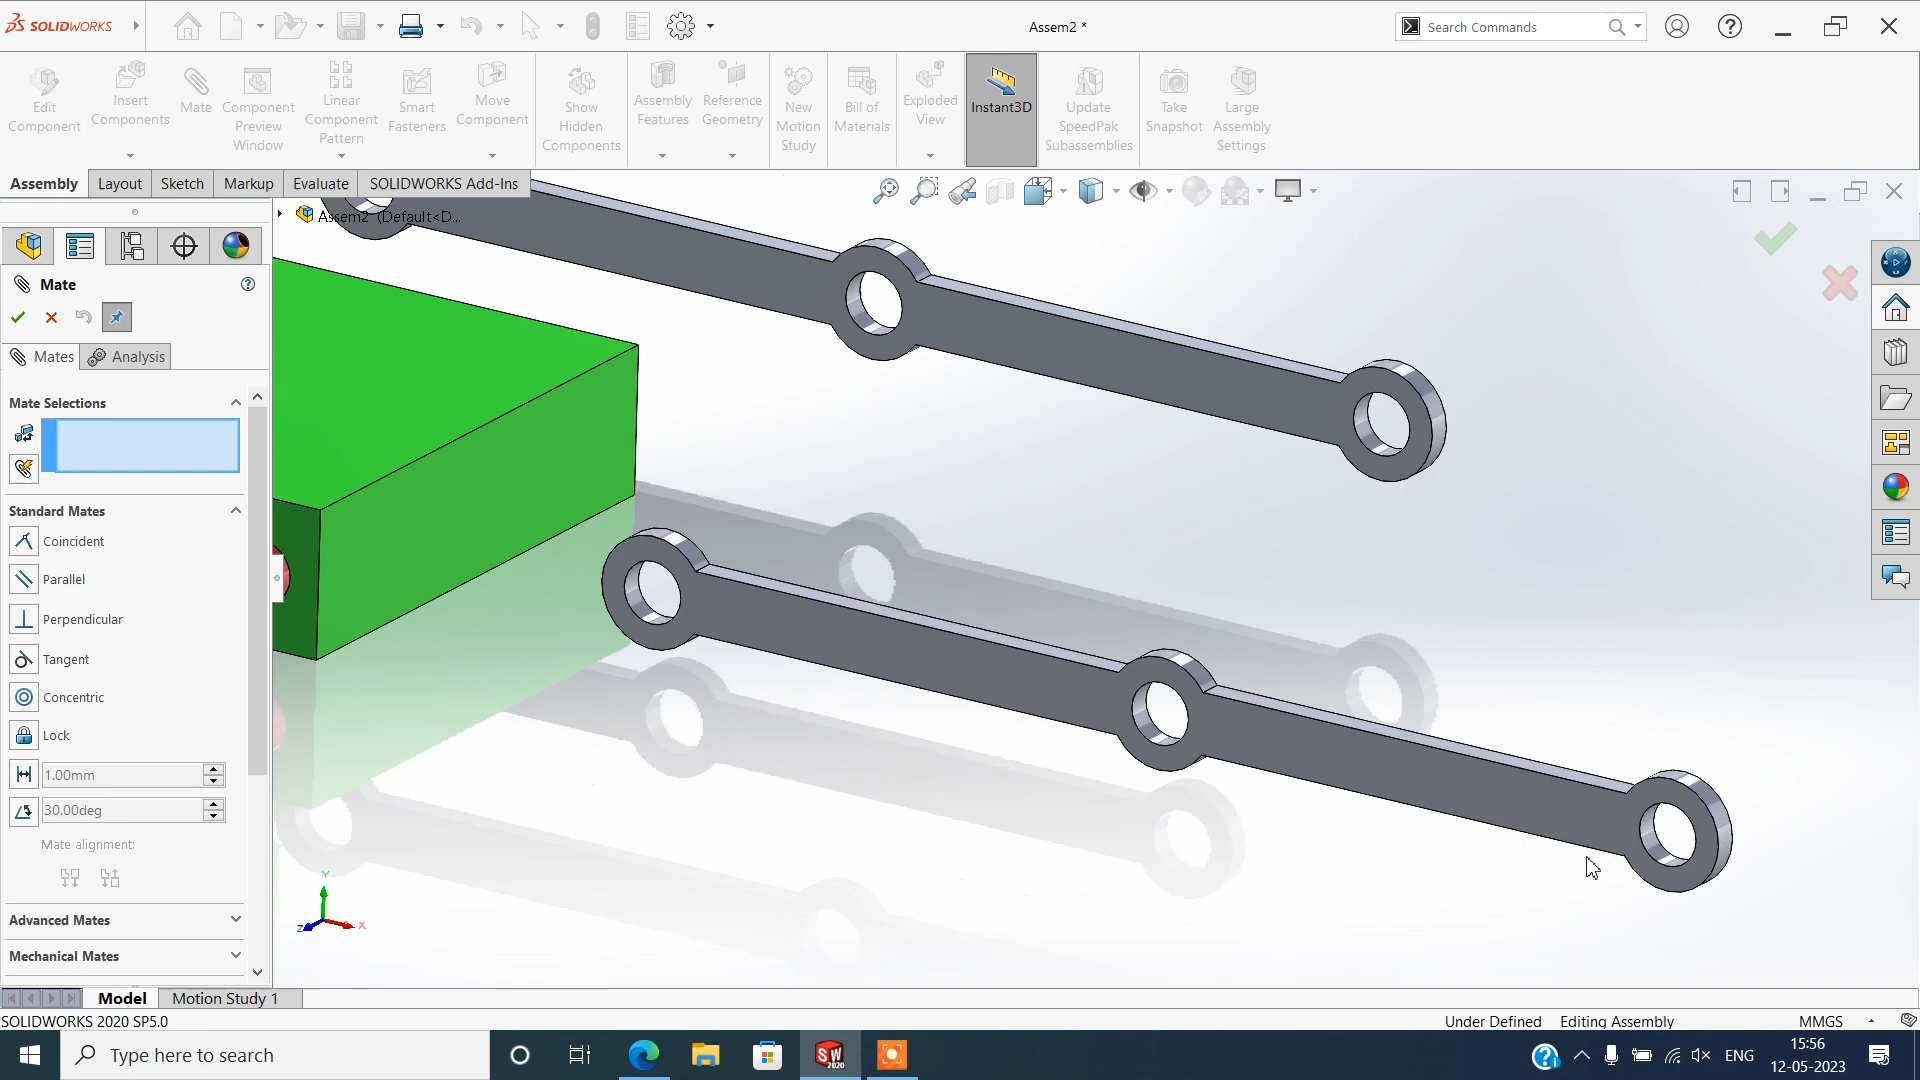 SOLIDWORKS
Assem2 *
Search Commands
Edit Component
Insert Components
Mate
Component Preview Window
Linear Component Pattern
Smart Fasteners
Move Component
Show Hidden Components
Assembly Features
Reference Geometry
New Motion Study
Bill of Materials
Exploded View
Instant3D
Update SpeedPak Subassemblies
Take Snapshot
Large Assembly Settings
Assembly
Layout
Sketch
Markup
Evaluate
SOLIDWORKS Add-Ins
Assem2 (Default<D...
Mate
Mates
Analysis
Mate Selections
Standard Mates
Coincident
Parallel
Perpendicular
Tangent
Concentric
Lock
1.00mm
30.00deg
Mate alignment:
Advanced Mates
Mechanical Mates
Y
Z
X
Model
Motion Study 1
SOLIDWORKS 2020 SP5.0
Under Defined
Editing Assembly
MMGS
Type here to search
SW
2020
ENG
15:56
12-05-2023